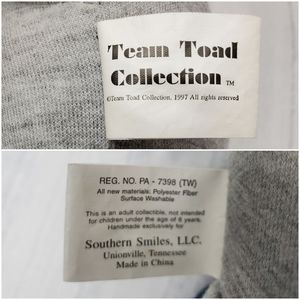 Team Toad
Collection TM
©Team Toad Collection, 1997 All rights reserved
REG. NO. PA - 7398 (TW)
All new materials: Polyester Fiber
Surface Washable
This is an adult collectible, not intended
for children under the age of 6 years.
Handmade exclusively for
Southern Smiles, LLC.
Unionville, Tennessee
Made in China